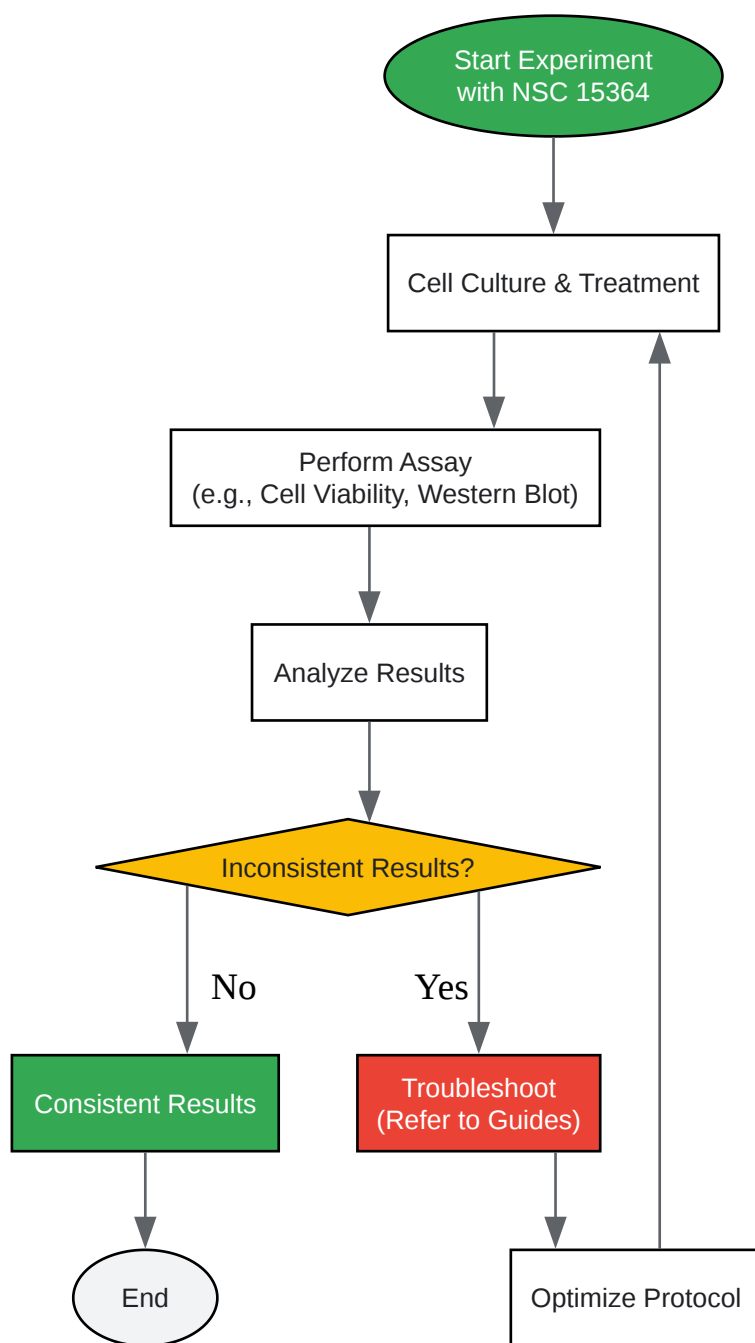 Start Experiment
with NSC 15364
Cell Culture & Treatment
Perform Assay
(e.g., Cell Viability, Western Blot)
Analyze Results
Inconsistent Results?
No
Yes
Consistent Results
Troubleshoot
(Refer to Guides)
End
Optimize Protocol